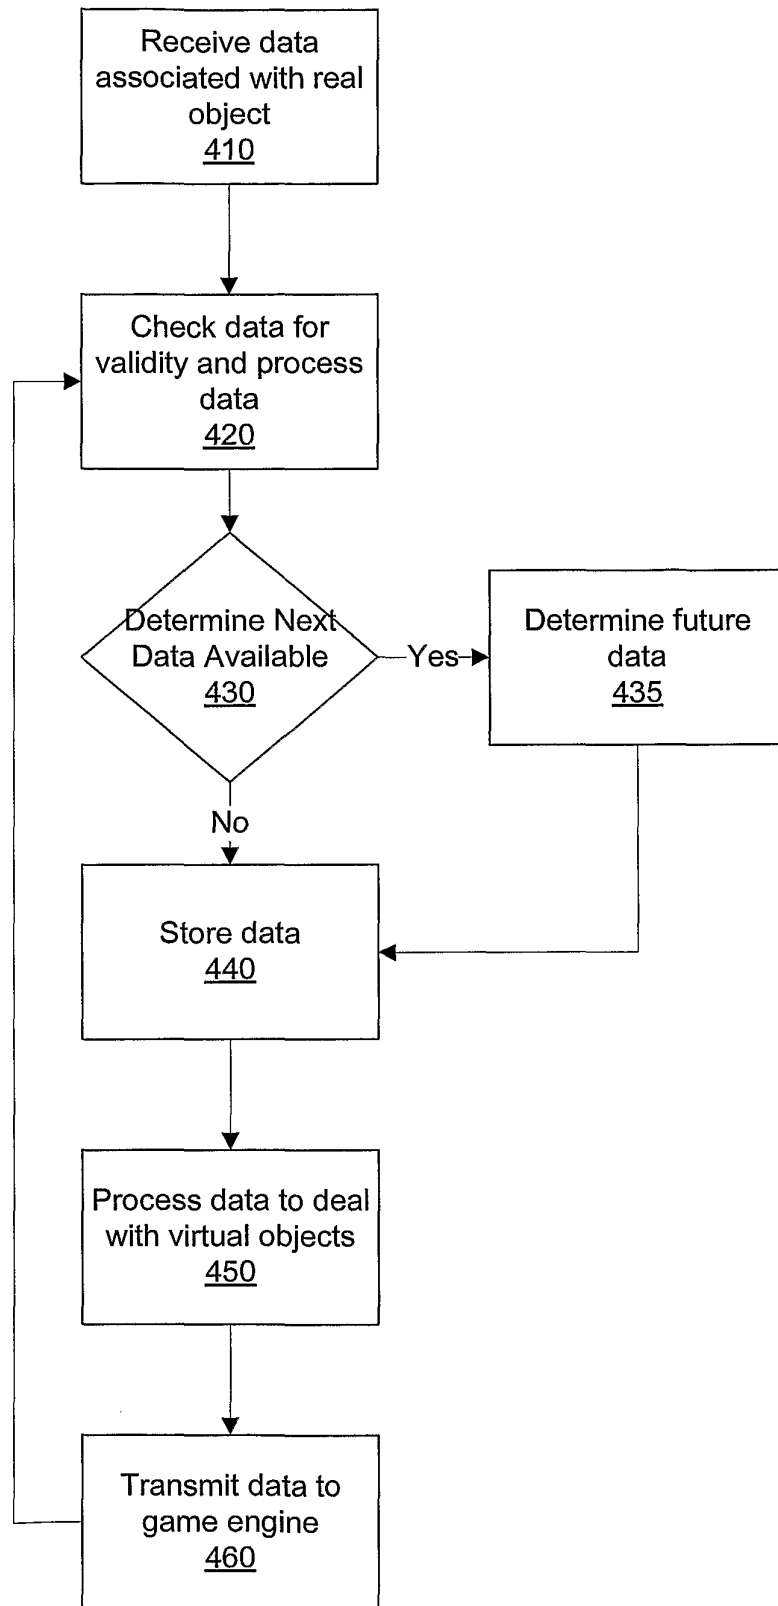 Receive data
associated with real
object
410
Check data for
validity and process
data
420
Determine Next
Data Available
430
Yes
Determine future
data
435
No
Store data
440
Process data to deal
with virtual objects
450
Transmit data to
game engine
460